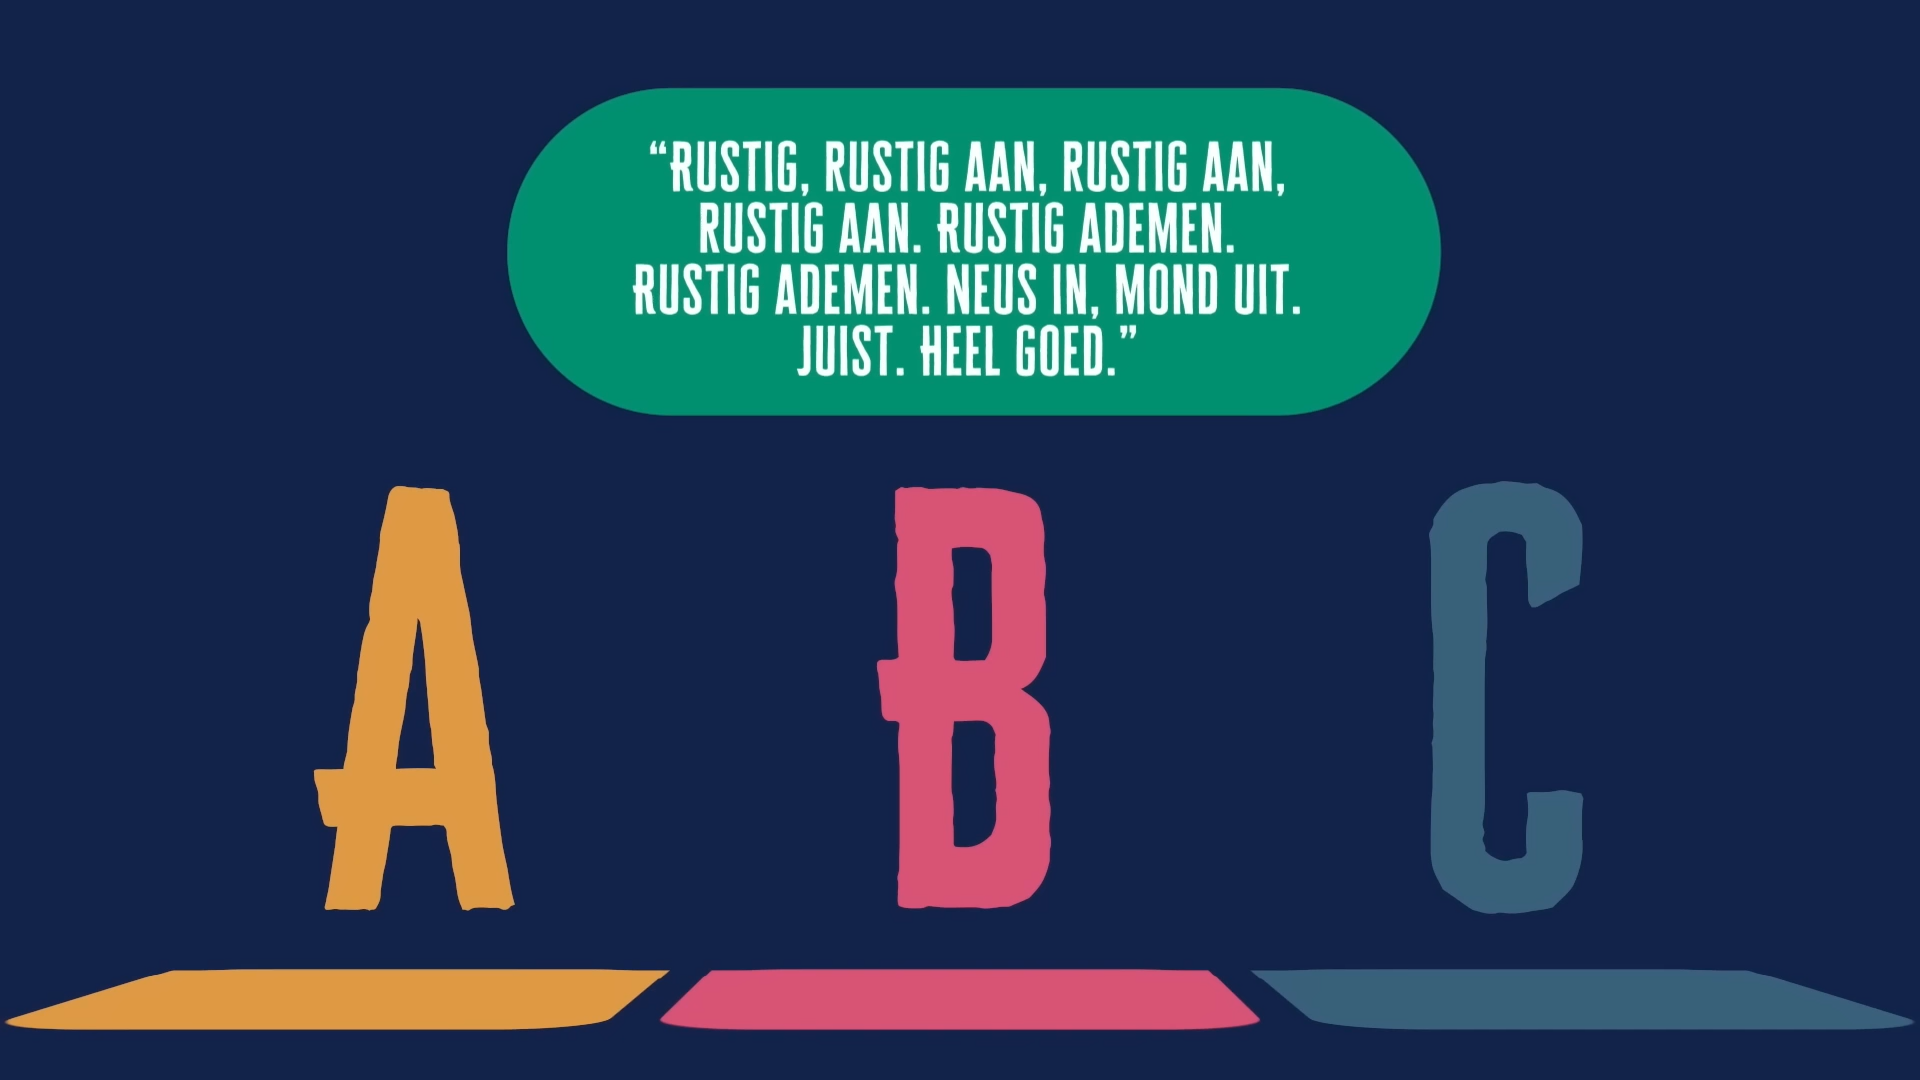 “Rustig, rustig aan, rustig aan,
rustig aan. Rustig ademen.
Rustig ademen. Neus in, mond uit.
Juist. Heel goed.”
A B C